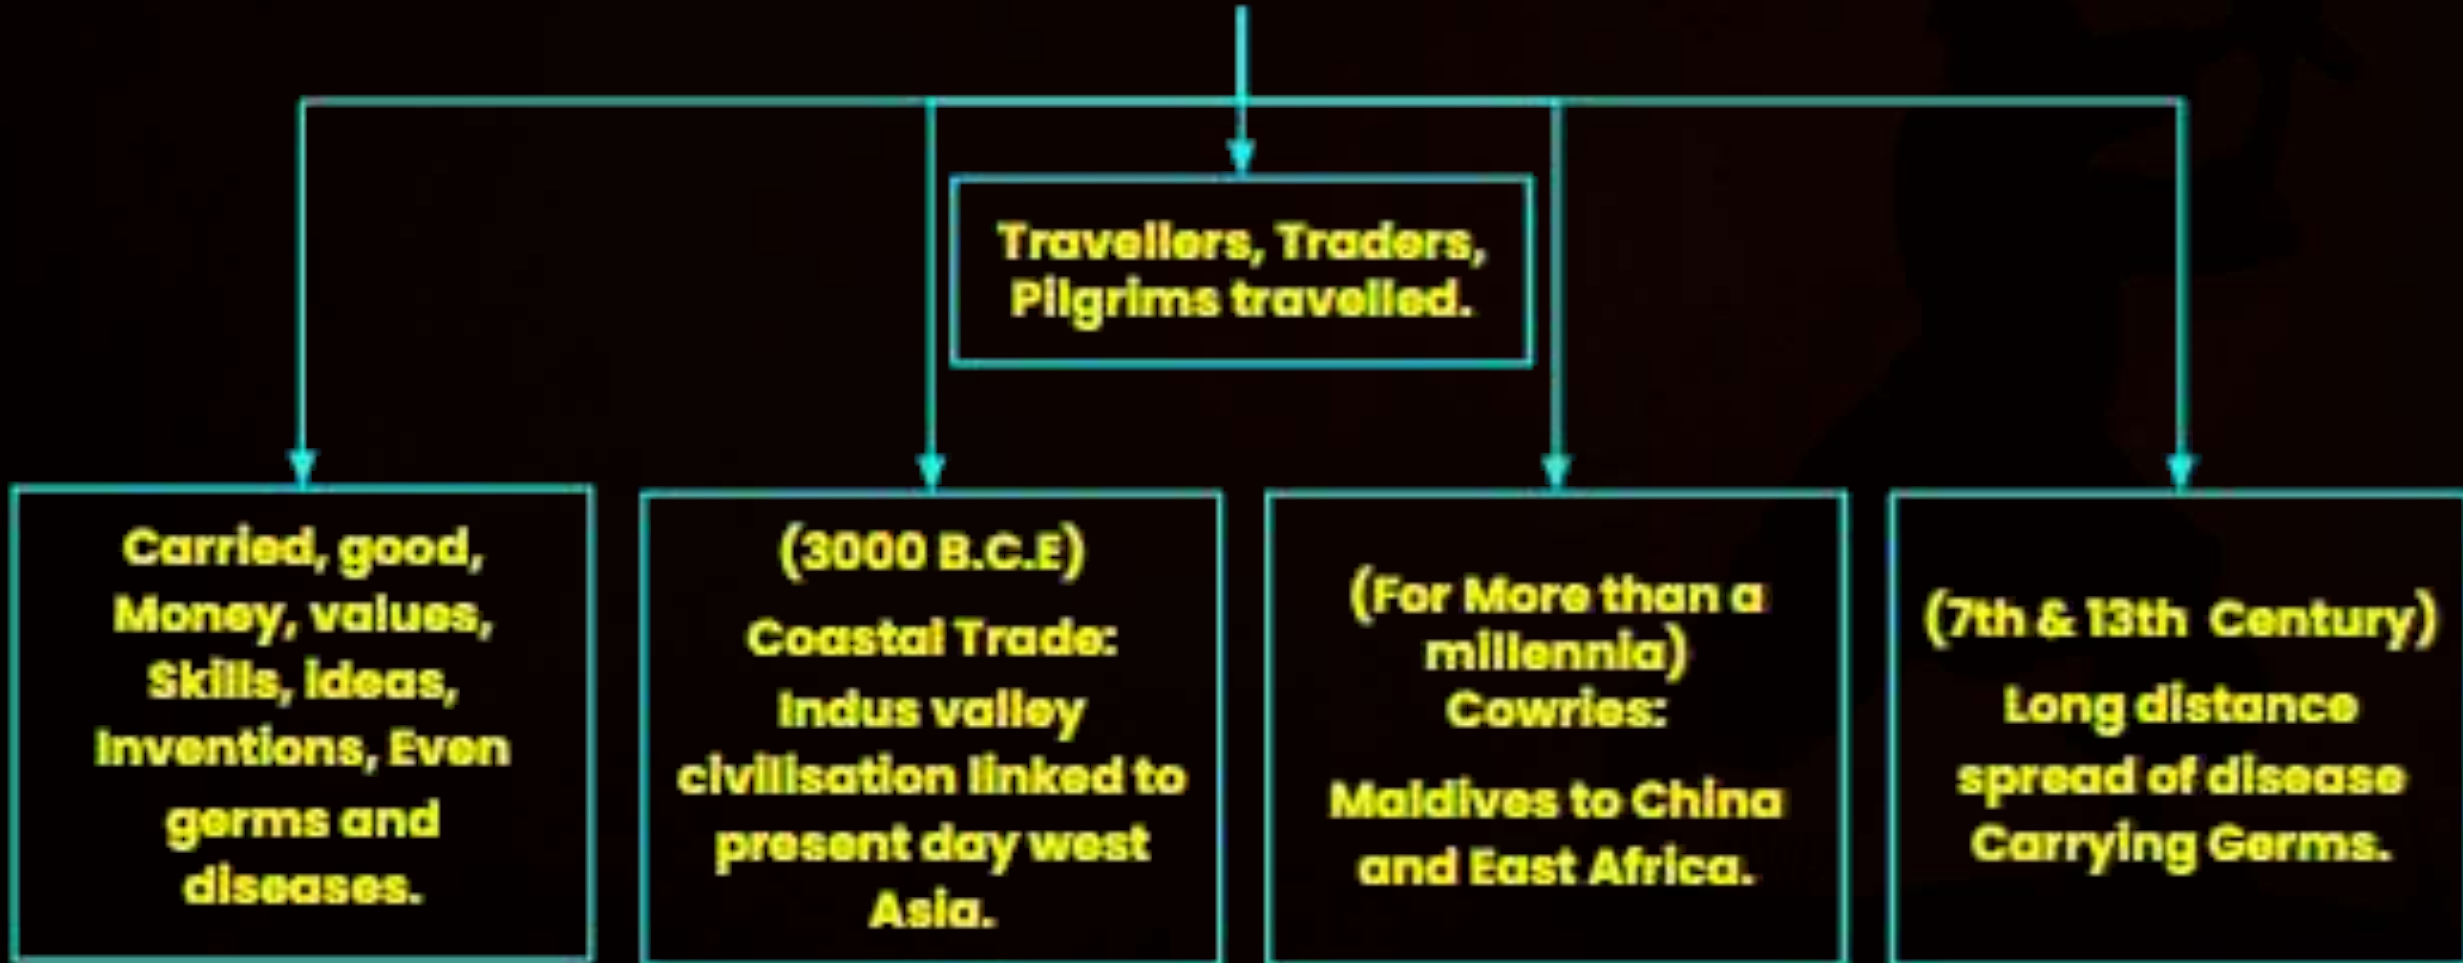 Travellers, Traders,
Pilgrims travelled.
Carried, good,
Money, values,
Skills, ideas,
Inventions, Even
germs and
diseases.
(3000 B.C.E)
Coastal Trade:
Indus valley
civilisation linked to
present day west
Asia.
(For More than a
millennia)
Cowries:
Maldives to China
and East Africa.
(7th & 13th Century)
Long distance
spread of disease
Carrying Germs.